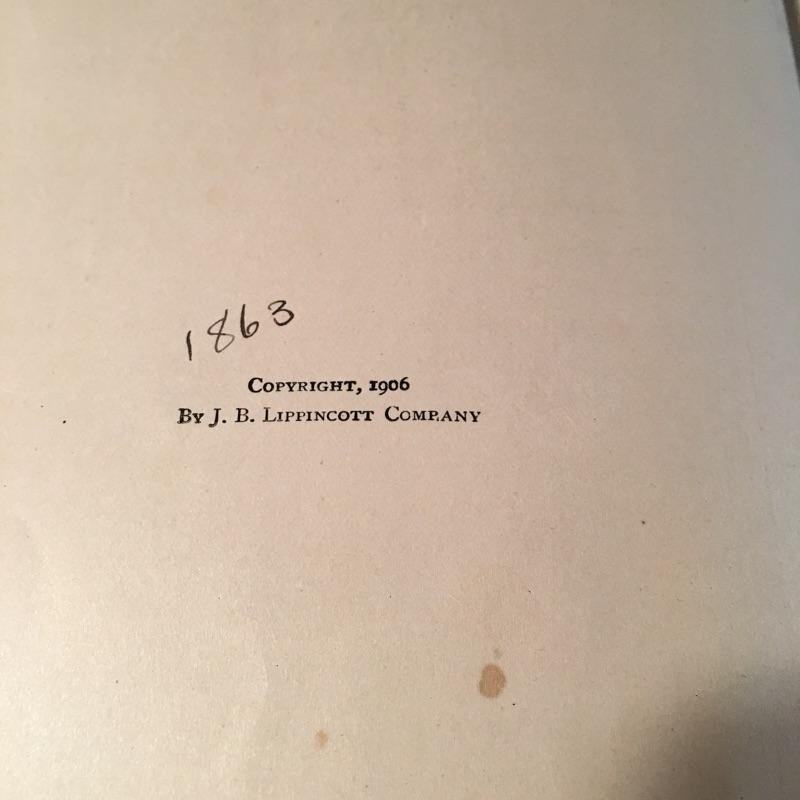 1863
Copyright, 1906
By J. B. Lippincott Company